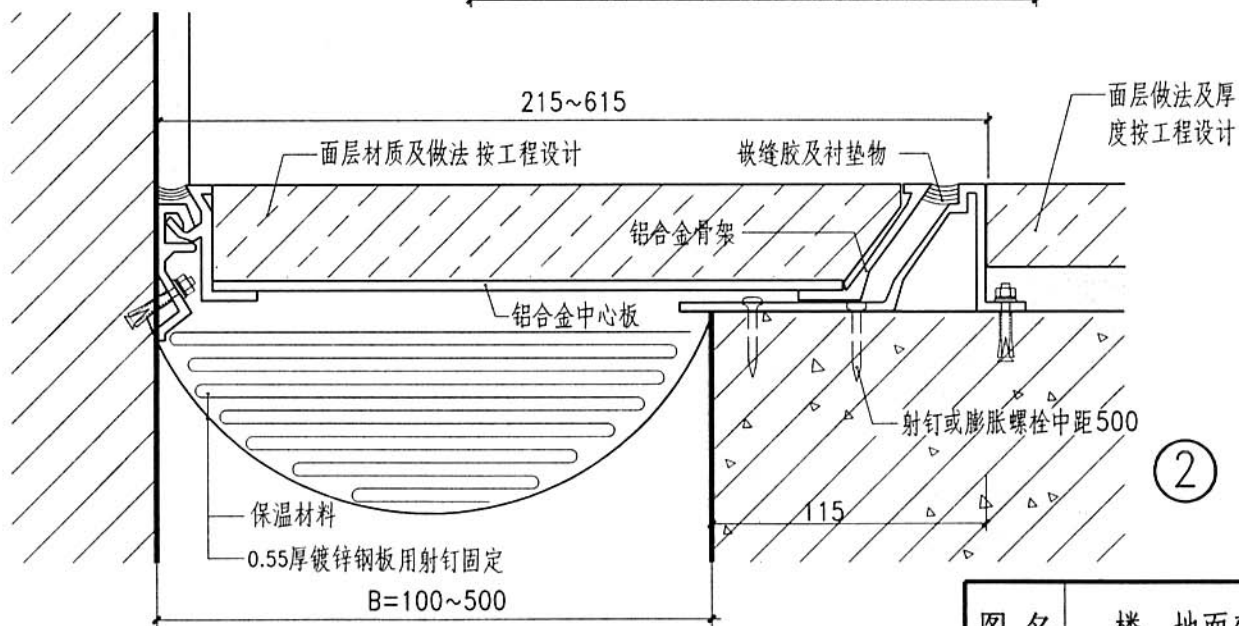 215~615
面层做法及厚
度按工程设计
面层材质及做法 按工程设计
嵌缝胶及衬垫物
铝合金骨架
铝合金中心板
射钉或膨胀螺栓中距500
2
115
保温材料
0.55厚镀锌钢板用射钉固定
B=100~500
图 名 楼、地面